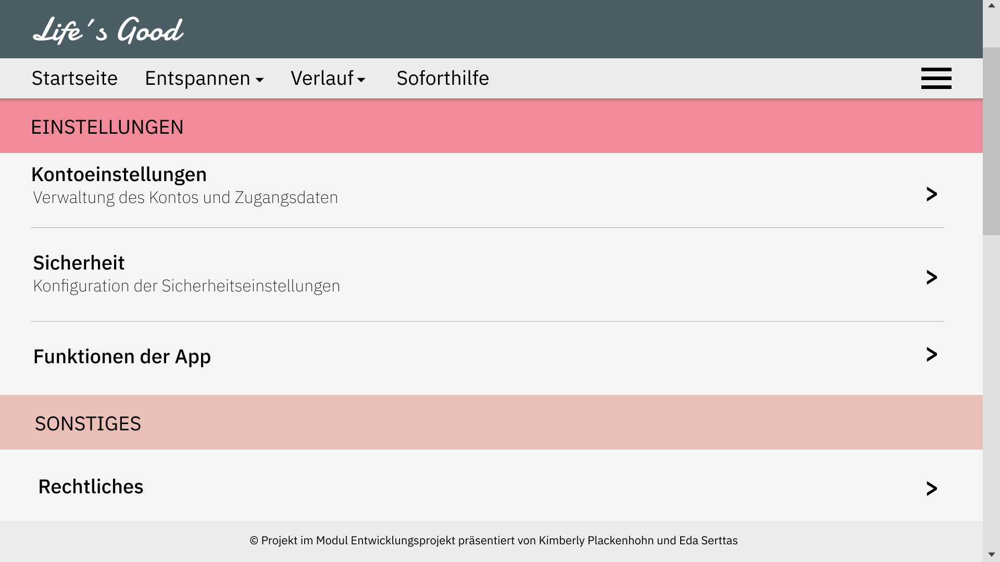 Life´s Good
Startseite Entspannen Verlauf Soforthilfe
EINSTELLUNGEN
Kontoeinstellungen
Verwaltung des Kontos und Zugangsdaten
>
Sicherheit
Konfiguration der Sicherheitseinstellungen
>
Funktionen der App >
SONSTIGES
Rechtliches >
© Projekt im Modul Entwicklungsprojekt präsentiert von Kimberly Plackenhohn und Eda Serttas